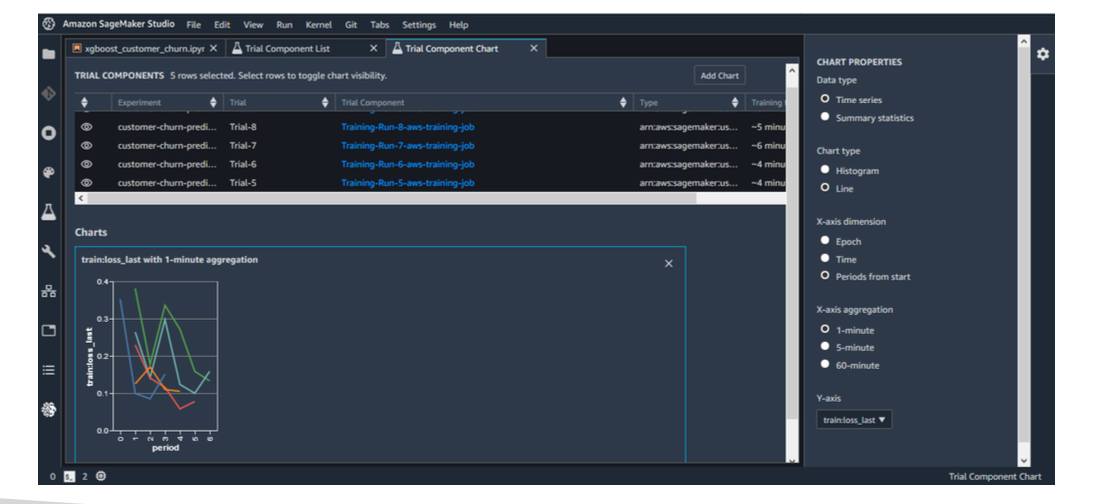 Amazon SageMaker Studio File Edit View Run Kernel Git Tabs Settings Help
xgboost_customer_churn.ipyr Trial Component List Trial Component Chart
TRIAL COMPONENTS 5 rows selected. Select rows to toggle chart visibility.
Add Chart
Experiment Trial Trial Component Type Training
customer-churn-predi... Trial-8 Training-Run-8-aws-training-job arn:aws:sagemaker:us... ~5 minu
customer-churn-predi... Trial-7 Training-Run-7-aws-training-job arn:aws:sagemaker:us... ~6 minu
customer-churn-predi... Trial-6 Training-Run-6-aws-training-job arn:aws:sagemaker:us... ~4 minu
customer-churn-predi... Trial-5 Training-Run-5-aws-training-job arn:aws:sagemaker:us... ~4 minu
Charts
train:loss_last with 1-minute aggregation
0.4
0.3
0.2
0.1
0.0
train:loss_last
0 1 2 3 4 5 6
period
CHART PROPERTIES
Data type
Time series
Summary statistics
Chart type
Histogram
Line
X-axis dimension
Epoch
Time
Periods from start
X-axis aggregation
1-minute
5-minute
60-minute
Y-axis
train:loss_last
0 $_ 2
Trial Component Chart